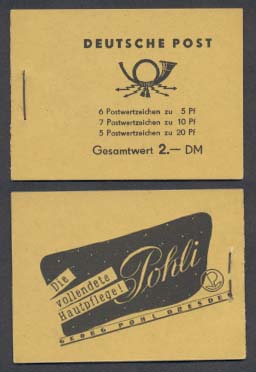 DEUTSCHE POST
6 Postwertzeichen zu 5 Pf
7 Postwertzeichen zu 10 Pf
5 Postwertzeichen zu 20 Pf
Gesamtwert 2.— DM
Die
vollendete
Hautpflege!
Pohli
GEORG POHL DRESDEN